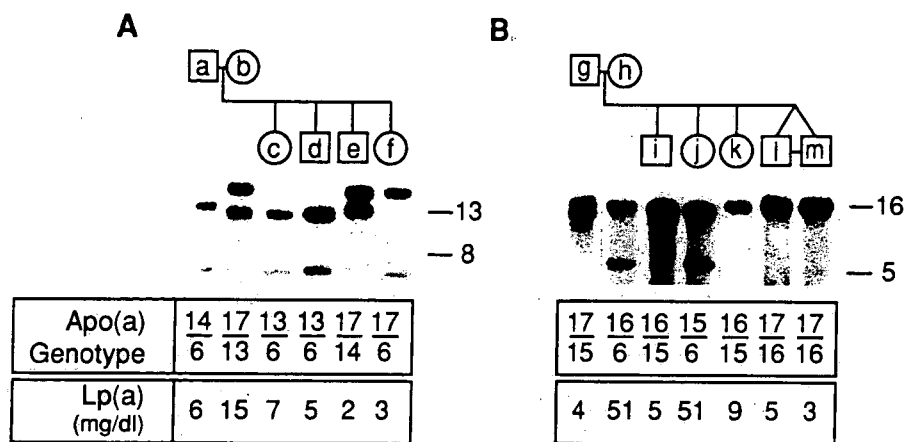 A
B
a b
g h
c d e f
i j k l m
13
8
16
5
Apo(a) Genotype 14/6 17/13 13/6 13/6 17/14 17/6
17/15 16/6 16/15 15/6 16/15 17/16 17/16
Lp(a) (mg/dl) 6 15 7 5 2 3
4 51 5 51 9 5 3